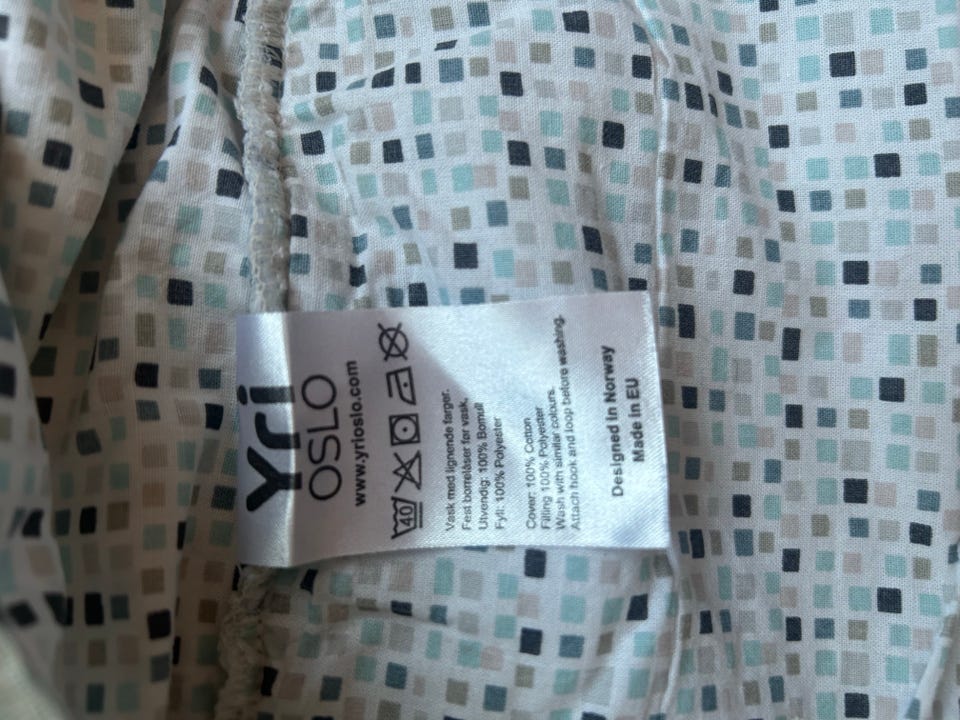 Yri
OSLO
www.yrioslo.com
40
Vask med lignende farger.
Fest borrelåser før vask.
Utvendig: 100% Bomull
Fyll: 100% Polyester
Cover: 100% Cotton
Filling 100% Polyester
Wash with similar colours.
Attach hook and loop before washing.
Designed in Norway
Made in EU